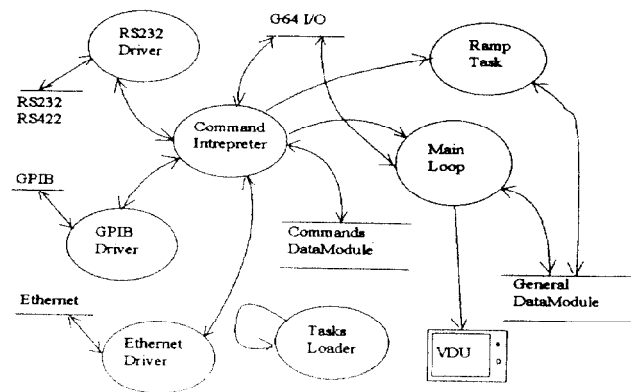 G64 I/O
RS232
Driver
Ramp
Task
RS232
RS422
Command
Intrepreter
Main
Loop
GPIB
GPIB
Driver
Commands
DataModule
General
DataModule
Ethernet
Ethernet
Driver
Tasks
Loader
VDU